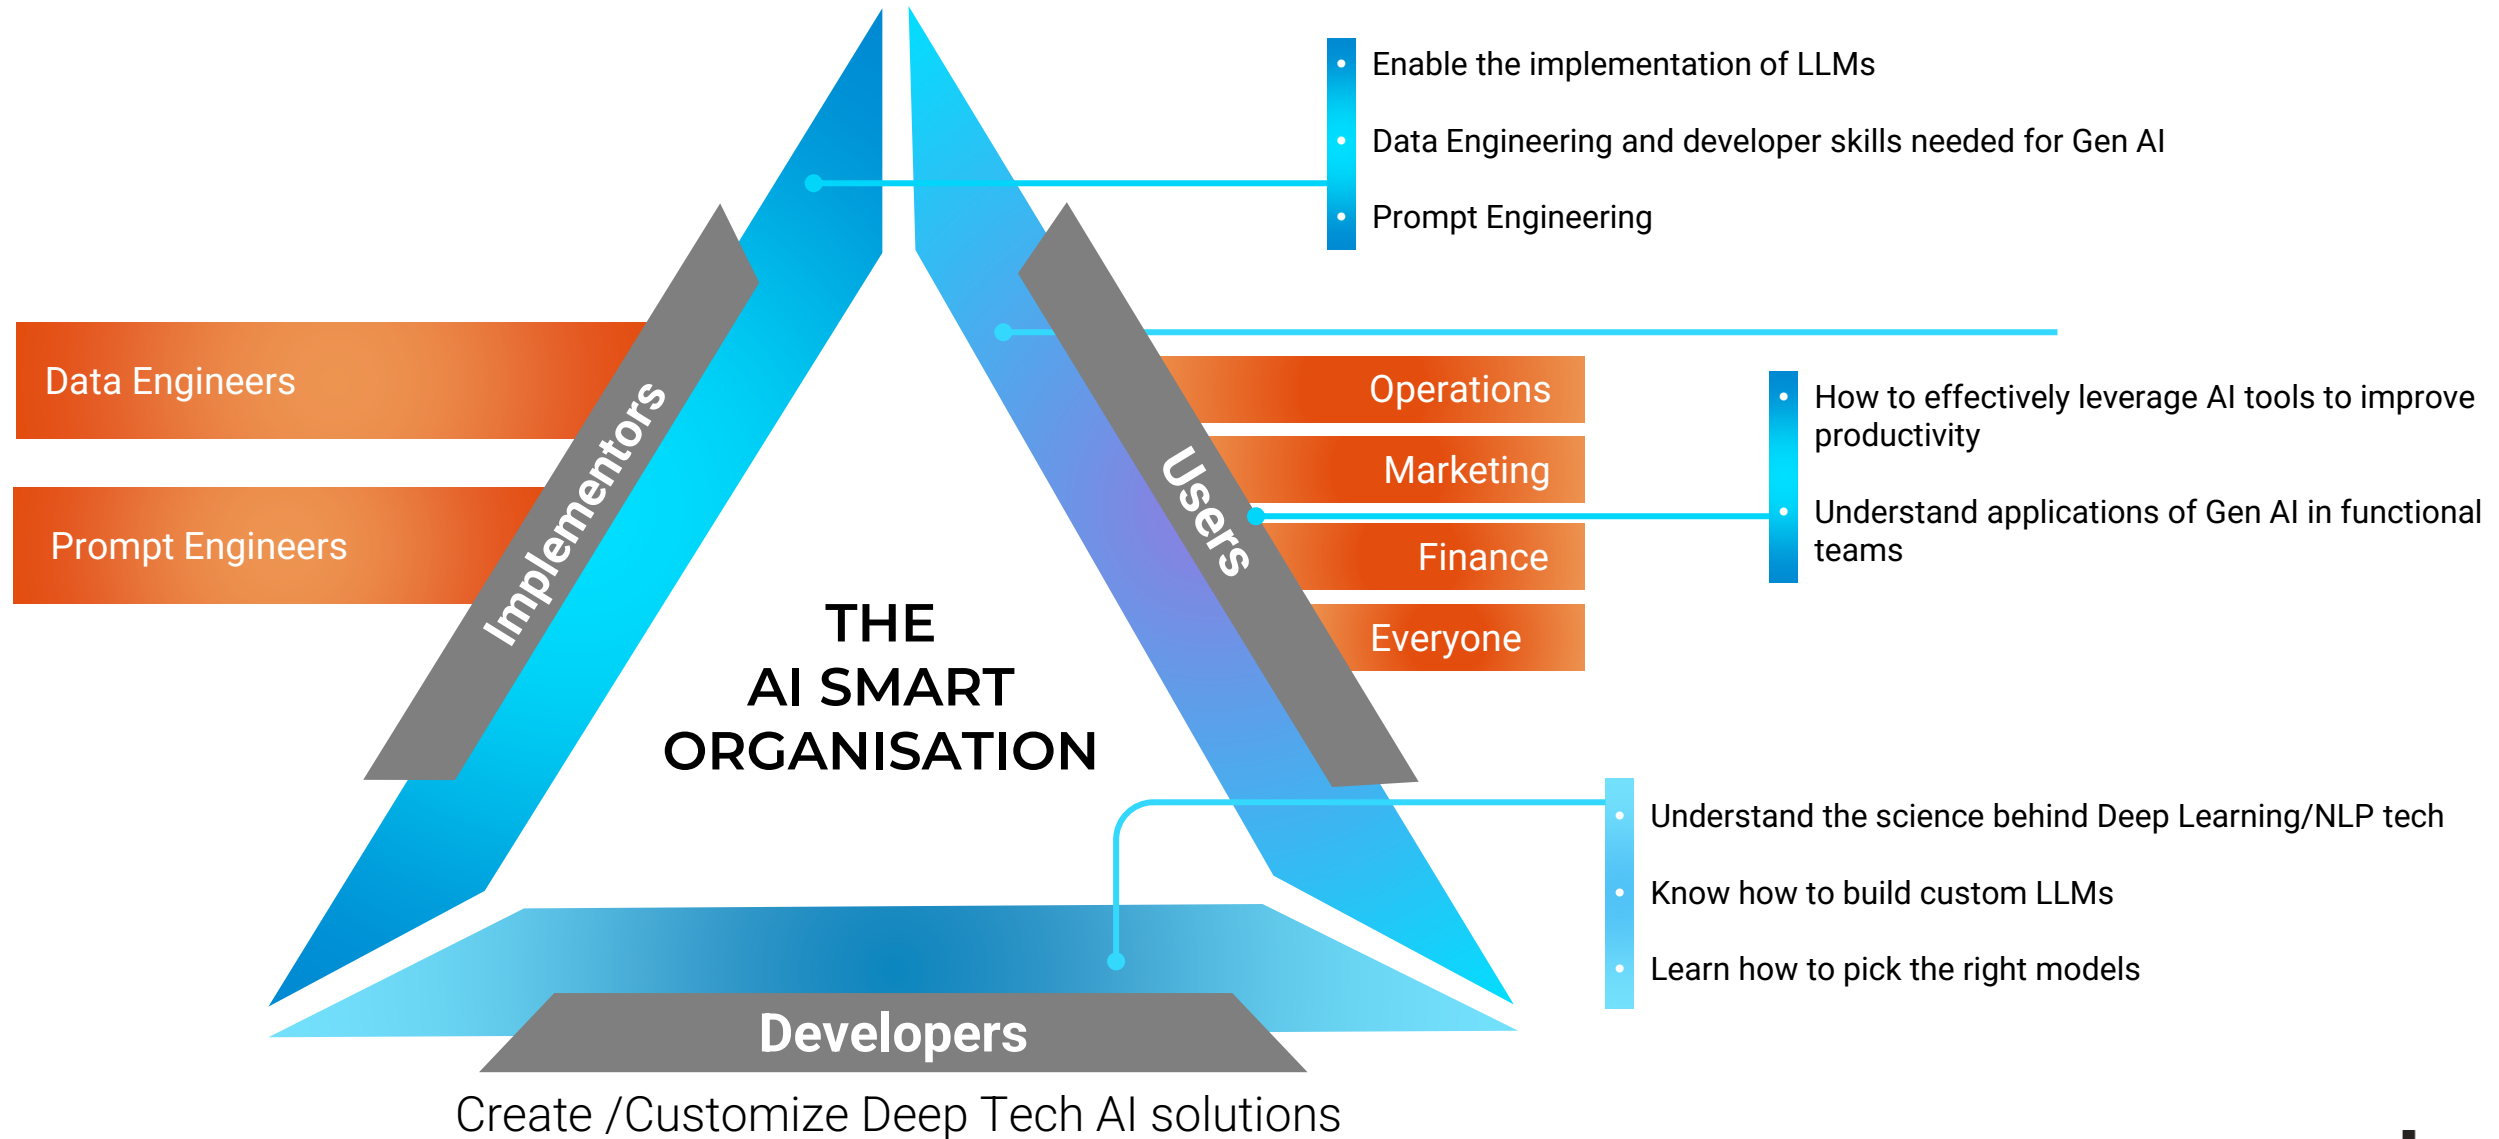 Enable the implementation of LLMs
Data Engineering and developer skills needed for Gen AI
Prompt Engineering
Data Engineers
Prompt Engineers
Implementors
Users
Operations
Marketing
Finance
Everyone
How to effectively leverage AI tools to improve
productivity
Understand applications of Gen AI in functional
teams
THE
AI SMART
ORGANISATION
Understand the science behind Deep Learning/NLP tech
Know how to build custom LLMs
Learn how to pick the right models
Developers
Create /Customize Deep Tech AI solutions